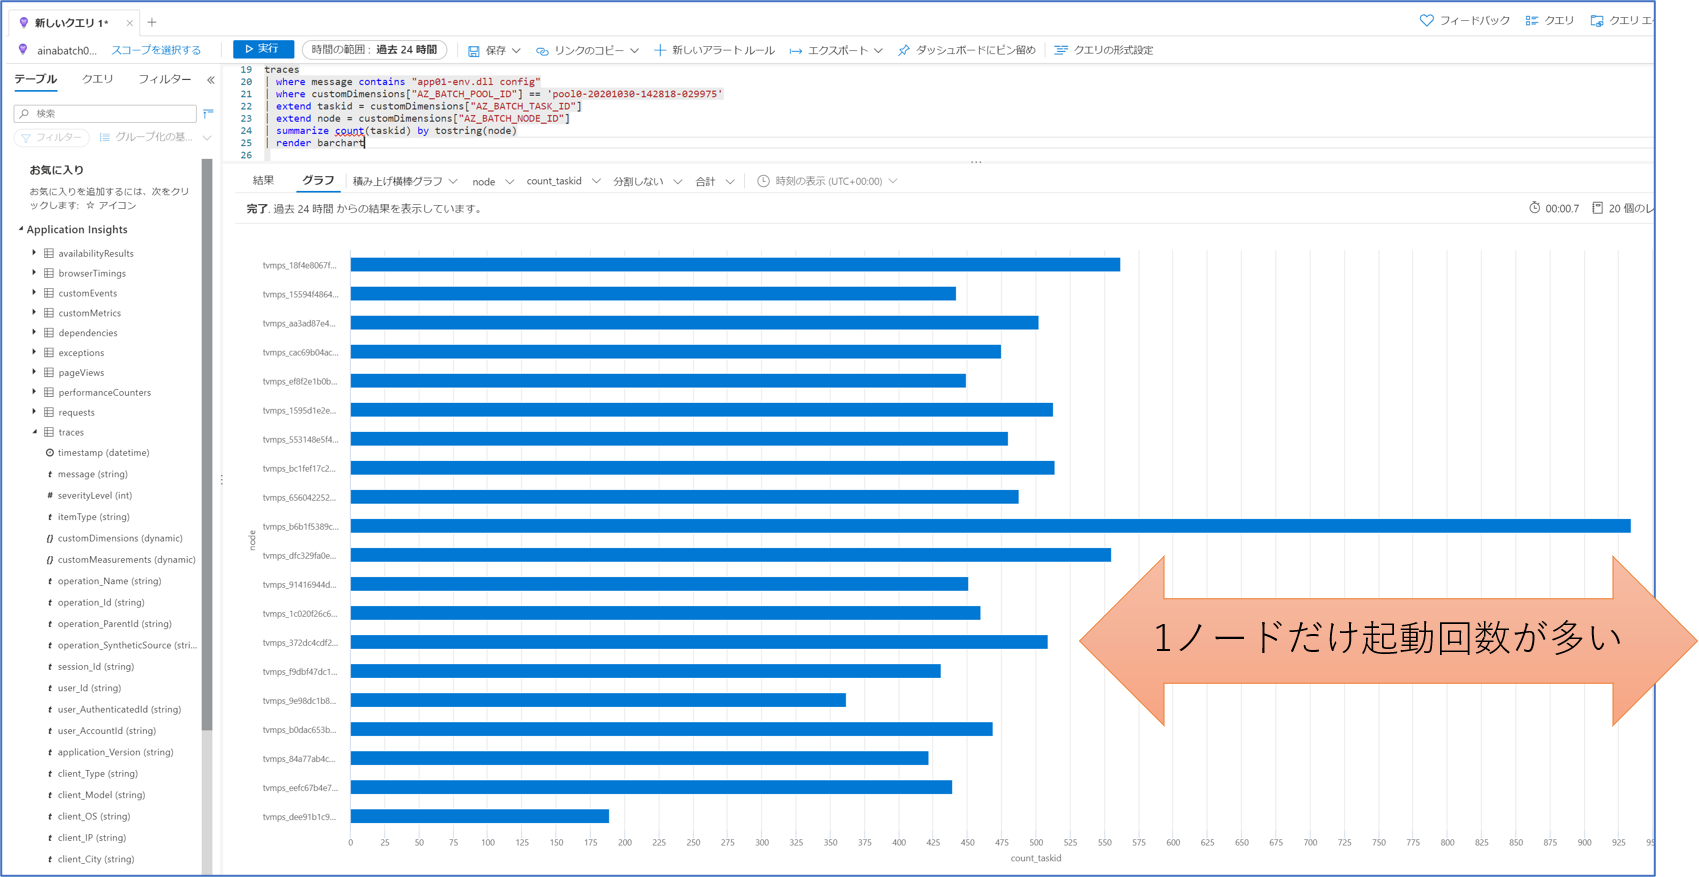 新しいクエリ 1*
フィードバック
クエリ
クエリ エ
ainabatch0...
スコープを選択する
実行
時間の範囲 : 過去 24 時間
保存
リンクのコピー
新しいアラート ルール
エクスポート
ダッシュボードにピン留め
クエリの形式設定
テーブル
クエリ
フィルター
検索
フィルター
グループ化の基...
お気に入り
お気に入りを追加するには、次をクリ
ックします: ☆ アイコン
Application Insights
availabilityResults
browserTimings
customEvents
customMetrics
dependencies
exceptions
pageViews
performanceCounters
requests
traces
timestamp (datetime)
t message (string)
# severityLevel (int)
t itemType (string)
{} customDimensions (dynamic)
{} customMeasurements (dynamic)
t operation_Name (string)
t operation_Id (string)
t operation_ParentId (string)
t operation_SyntheticSource (stri...
t session_Id (string)
t user_Id (string)
t user_AuthenticatedId (string)
t user_AccountId (string)
t application_Version (string)
t client_Type (string)
t client_Model (string)
t client_OS (string)
t client_IP (string)
t client_City (string)
19 traces
20 | where message contains "app01-env.dll config"
21 | where customDimensions["AZ_BATCH_POOL_ID"] == 'pool0-20201030-142818-029975'
22 | extend taskid = customDimensions["AZ_BATCH_TASK_ID"]
23 | extend node = customDimensions["AZ_BATCH_NODE_ID"]
24 | summarize count(taskid) by tostring(node)
25 | render barchart
26
結果
グラフ
積み上げ横棒グラフ
node
count_taskid
分割しない
合計
時刻の表示 (UTC+00:00)
完了. 過去 24 時間 からの結果を表示しています。
00:00.7
20 個のレ
tvmps_18f4e8067f...
tvmps_15594f4864...
tvmps_aa3ad87e4...
tvmps_cac69b04ac...
tvmps_ef8f2e1b0b...
tvmps_1595d1e2e...
tvmps_553148e5f4...
tvmps_bc1fef17c2...
tvmps_656042252...
tvmps_b6b1f5389c...
tvmps_dfc329fa0e...
tvmps_91416944d...
tvmps_1c020f26c6...
tvmps_372dc4cdf2...
tvmps_f9dbf47dc1...
tvmps_9e98dc1b8...
tvmps_b0dac653b...
tvmps_84a77ab4c...
tvmps_eefc67b4e7...
tvmps_dee91b1c9...
node
1ノードだけ起動回数が多い
0 25 50 75 100 125 150 175 200 225 250 275 300 325 350 375 400 425 450 475 500 525 550 575 600 625 650 675 700 725 750 775 800 825 850 875 900 925
count_taskid